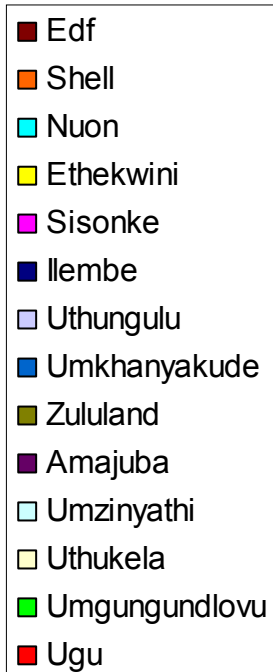 Edf
Shell
Nuon
Ethekwini
Sisonke
Ilembe
Uthungulu
Umkhanyakude
Zululand
Amajuba
Umzinyathi
Uthukela
Umgungundlovu
Ugu